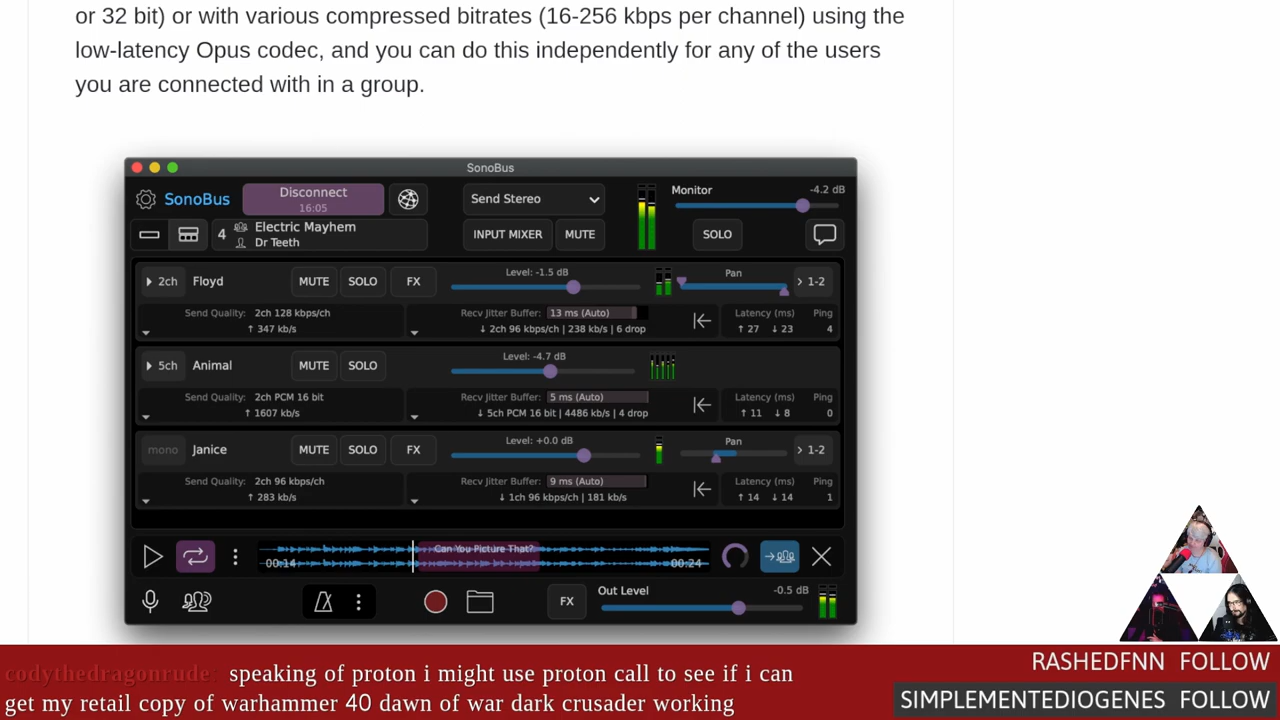 or 32 bit) or with various compressed bitrates (16-256 kbps per channel) using the
low-latency Opus codec, and you can do this independently for any of the users
you are connected with in a group.
SonoBus
SonoBus
Disconnect
16:05
Send Stereo
Monitor
-4.2 dB
4
Electric Mayhem
Dr Teeth
INPUT MIXER
MUTE
SOLO
2ch
Floyd
MUTE
SOLO
FX
Level: -1.5 dB
Pan
1-2
Send Quality: 2ch 128 kbps/ch
↑ 347 kb/s
Recv Jitter Buffer: 13 ms (Auto)
↓ 2ch 96 kbps/ch | 238 kb/s | 6 drop
Latency (ms) Ping
↑ 27 ↓ 23 4
5ch
Animal
MUTE
SOLO
Level: -4.7 dB
Send Quality: 2ch PCM 16 bit
↑ 1607 kb/s
Recv Jitter Buffer: 5 ms (Auto)
↓ 5ch PCM 16 bit | 4486 kb/s | 4 drop
Latency (ms) Ping
↑ 11 ↓ 8 0
mono
Janice
MUTE
SOLO
FX
Level: +0.0 dB
Pan
1-2
Send Quality: 2ch 96 kbps/ch
↑ 283 kb/s
Recv Jitter Buffer: 9 ms (Auto)
↓ 1ch 96 kbps/ch | 181 kb/s
Latency (ms) Ping
↑ 14 ↓ 14 1
Can You Picture That?
00:14
00:24
FX
Out Level
-0.5 dB
codythedragonrude: speaking of proton i might use proton call to see if i can
get my retail copy of warhammer 40 dawn of war dark crusader working
RASHEDFNN FOLLOW
SIMPLEMENTEDIOGENES FOLLOW